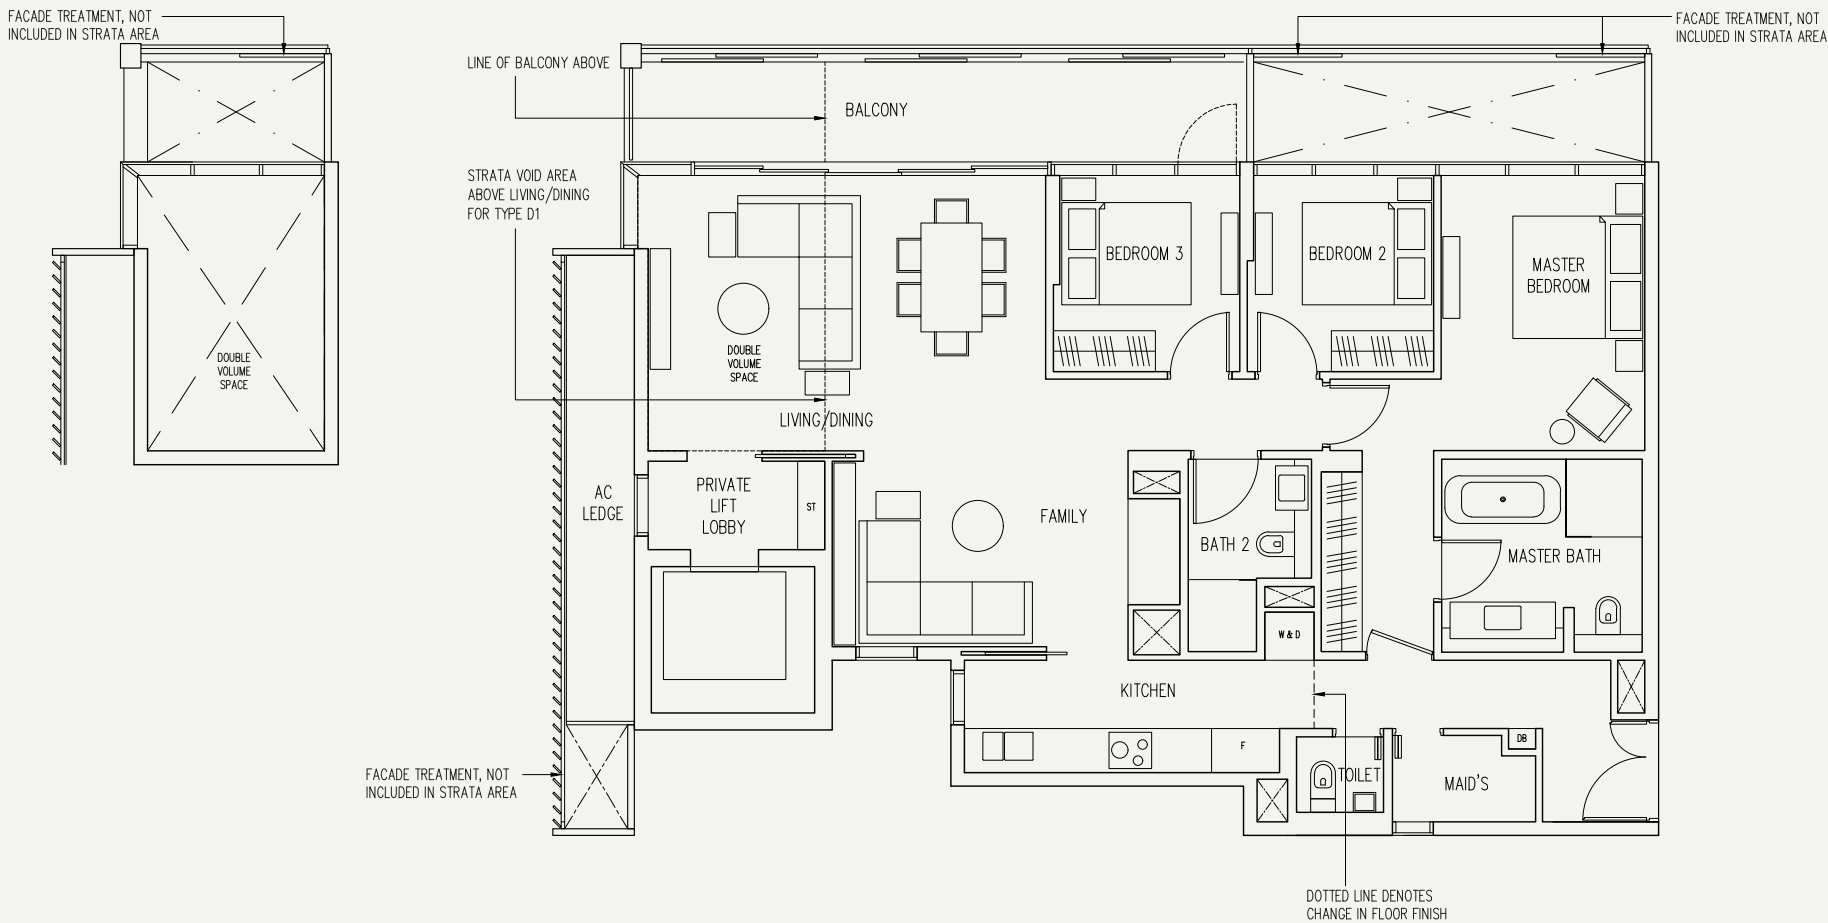 FACADE TREATMENT, NOT
INCLUDED IN STRATA AREA
FACADE TREATMENT, NOT
INCLUDED IN STRATA AREA
LINE OF BALCONY ABOVE
BALCONY
STRATA VOID AREA
ABOVE LIVING/DINING
FOR TYPE D1
BEDROOM 3
BEDROOM 2
MASTER
BEDROOM
DOUBLE
VOLUME
SPACE
DOUBLE
VOLUME
SPACE
LIVING/DINING
AC
LEDGE
PRIVATE
LIFT
LOBBY
ST
FAMILY
BATH 2
MASTER BATH
W & D
KITCHEN
F
DB
TOILET
MAID'S
FACADE TREATMENT, NOT
INCLUDED IN STRATA AREA
DOTTED LINE DENOTES
CHANGE IN FLOOR FINISH